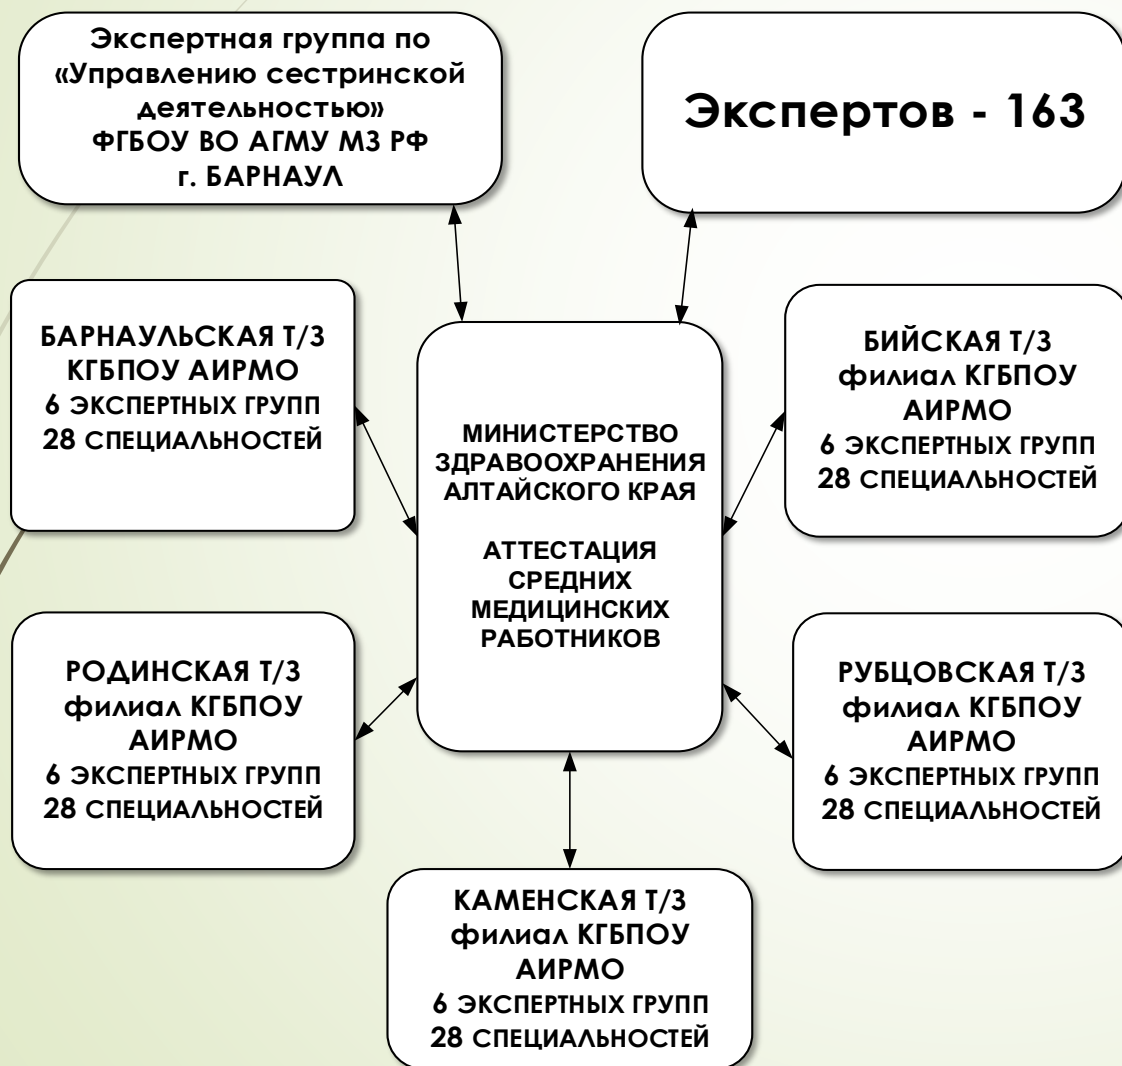 Экспертная группа по
«Управлению сестринской
деятельностью»
ФГБОУ ВО АГМУ МЗ РФ
г. БАРНАУЛ
Экспертов - 163
БАРНАУЛЬСКАЯ Т/З
КГБПОУ АИРМО
6 ЭКСПЕРТНЫХ ГРУПП
28 СПЕЦИАЛЬНОСТЕЙ
МИНИСТЕРСТВО
ЗДРАВООХРАНЕНИЯ
АЛТАЙСКОГО КРАЯ
АТТЕСТАЦИЯ
СРЕДНИХ
МЕДИЦИНСКИХ
РАБОТНИКОВ
БИЙСКАЯ Т/З
филиал КГБПОУ
АИРМО
6 ЭКСПЕРТНЫХ ГРУПП
28 СПЕЦИАЛЬНОСТЕЙ
РОДИНСКАЯ Т/З
филиал КГБПОУ
АИРМО
6 ЭКСПЕРТНЫХ ГРУПП
28 СПЕЦИАЛЬНОСТЕЙ
РУБЦОВСКАЯ Т/З
филиал КГБПОУ
АИРМО
6 ЭКСПЕРТНЫХ ГРУПП
28 СПЕЦИАЛЬНОСТЕЙ
КАМЕНСКАЯ Т/З
филиал КГБПОУ
АИРМО
6 ЭКСПЕРТНЫХ ГРУПП
28 СПЕЦИАЛЬНОСТЕЙ